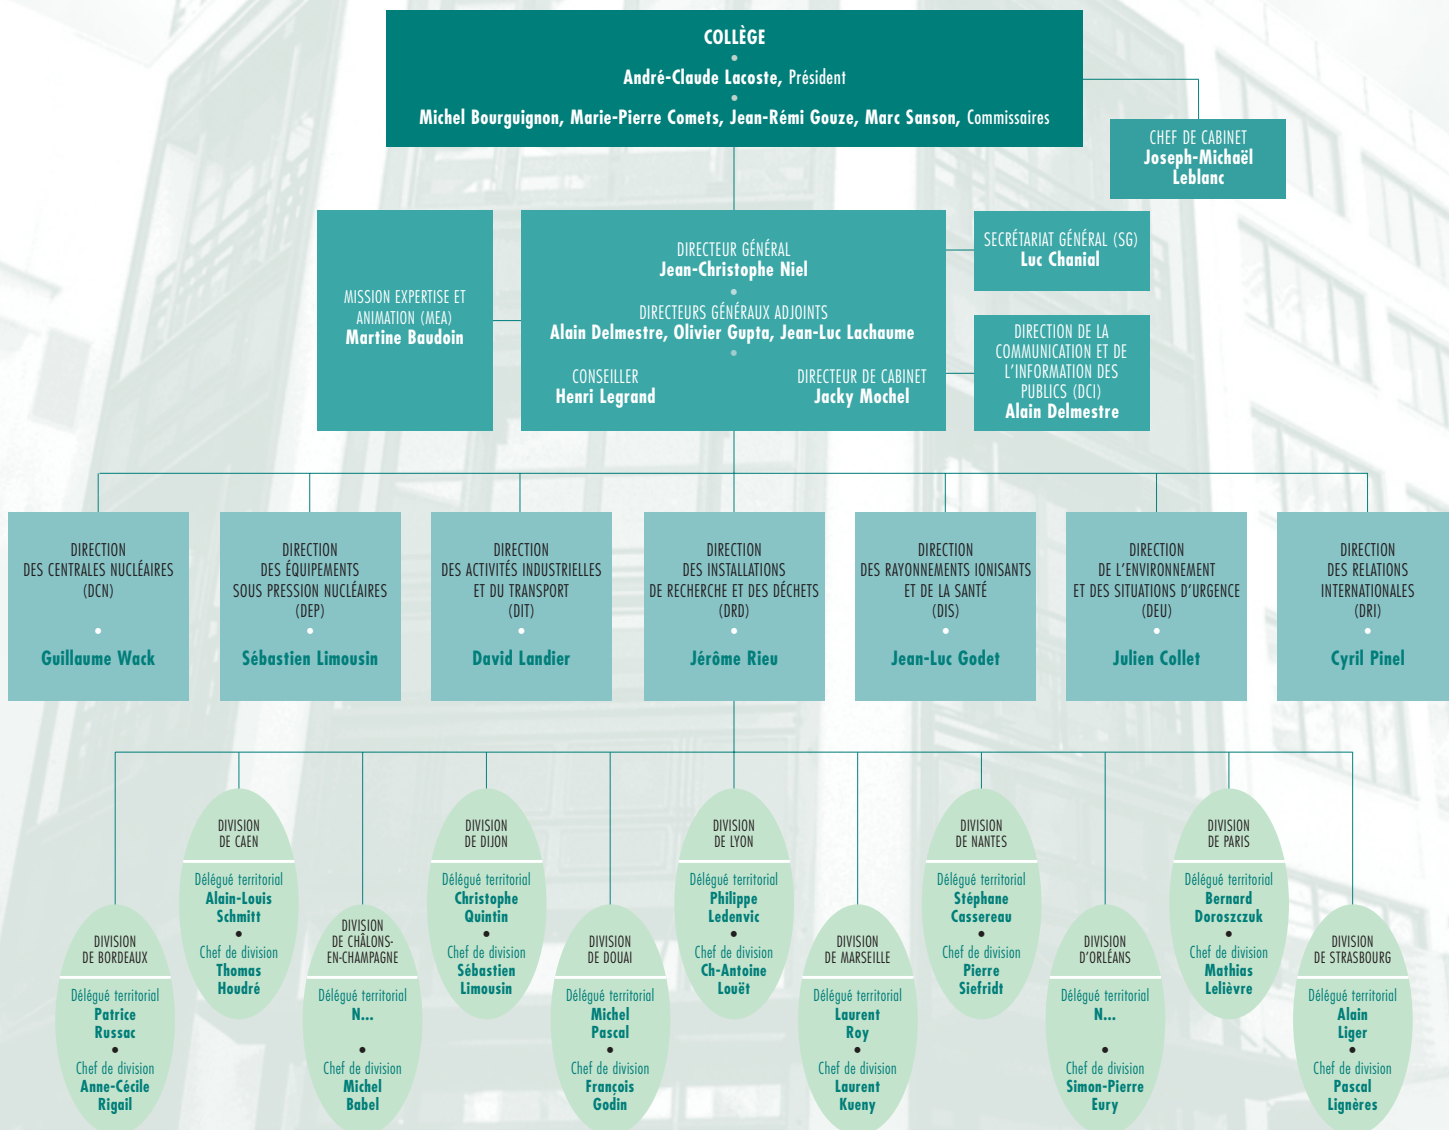 COLLÈGE
André-Claude Lacoste, Président
Michel Bourguignon, Marie-Pierre Comets, Jean-Rémi Gouze, Marc Sanson, Commissaires
CHEF DE CABINET
Joseph-Michaël
Leblanc
MISSION EXPERTISE ET
ANIMATION (MEA)
Martine Baudoin
DIRECTEUR GÉNÉRAL
Jean-Christophe Niel
DIRECTEURS GÉNÉRAUX ADJOINTS
Alain Delmestre, Olivier Gupta, Jean-Luc Lachaume
CONSEILLER
Henri Legrand
DIRECTEUR DE CABINET
Jacky Mochel
SECRÉTARIAT GÉNÉRAL (SG)
Luc Chanial
DIRECTION DE LA
COMMUNICATION ET DE
L'INFORMATION DES
PUBLICS (DCI)
Alain Delmestre
DIRECTION
DES CENTRALES NUCLÉAIRES
(DCN)
Guillaume Wack
DIRECTION
DES ÉQUIPEMENTS
SOUS PRESSION NUCLÉAIRES
(DEP)
Sébastien Limousin
DIRECTION
DES ACTIVITÉS INDUSTRIELLES
ET DU TRANSPORT
(DIT)
David Landier
DIRECTION
DES INSTALLATIONS
DE RECHERCHE ET DES DÉCHETS
(DRD)
Jérôme Rieu
DIRECTION
DES RAYONNEMENTS IONISANTS
ET DE LA SANTÉ
(DIS)
Jean-Luc Godet
DIRECTION
DE L'ENVIRONNEMENT
ET DES SITUATIONS D'URGENCE
(DEU)
Julien Collet
DIRECTION
DES RELATIONS
INTERNATIONALES
(DRI)
Cyril Pinel
DIVISION
DE BORDEAUX
Délégué territorial
Patrice
Russac
Chef de division
Anne-Cécile
Rigail
DIVISION
DE CAEN
Délégué territorial
Alain-Louis
Schmitt
Chef de division
Thomas
Houdré
DIVISION
DE CHÂLONS-
EN-CHAMPAGNE
Délégué territorial
N...
Chef de division
Michel
Babel
DIVISION
DE DIJON
Délégué territorial
Christophe
Quintin
Chef de division
Sébastien
Limousin
DIVISION
DE DOUAI
Délégué territorial
Michel
Pascal
Chef de division
François
Godin
DIVISION
DE LYON
Délégué territorial
Philippe
Ledenvic
Chef de division
Ch-Antoine
Louët
DIVISION
DE MARSEILLE
Délégué territorial
Laurent
Roy
Chef de division
Laurent
Kueny
DIVISION
DE NANTES
Délégué territorial
Stéphane
Cassereau
Chef de division
Pierre
Siefridt
DIVISION
D'ORLÉANS
Délégué territorial
N...
Chef de division
Simon-Pierre
Eury
DIVISION
DE PARIS
Délégué territorial
Bernard
Doroszczuk
Chef de division
Mathias
Lelièvre
DIVISION
DE STRASBOURG
Délégué territorial
Alain
Liger
Chef de division
Pascal
Lignères